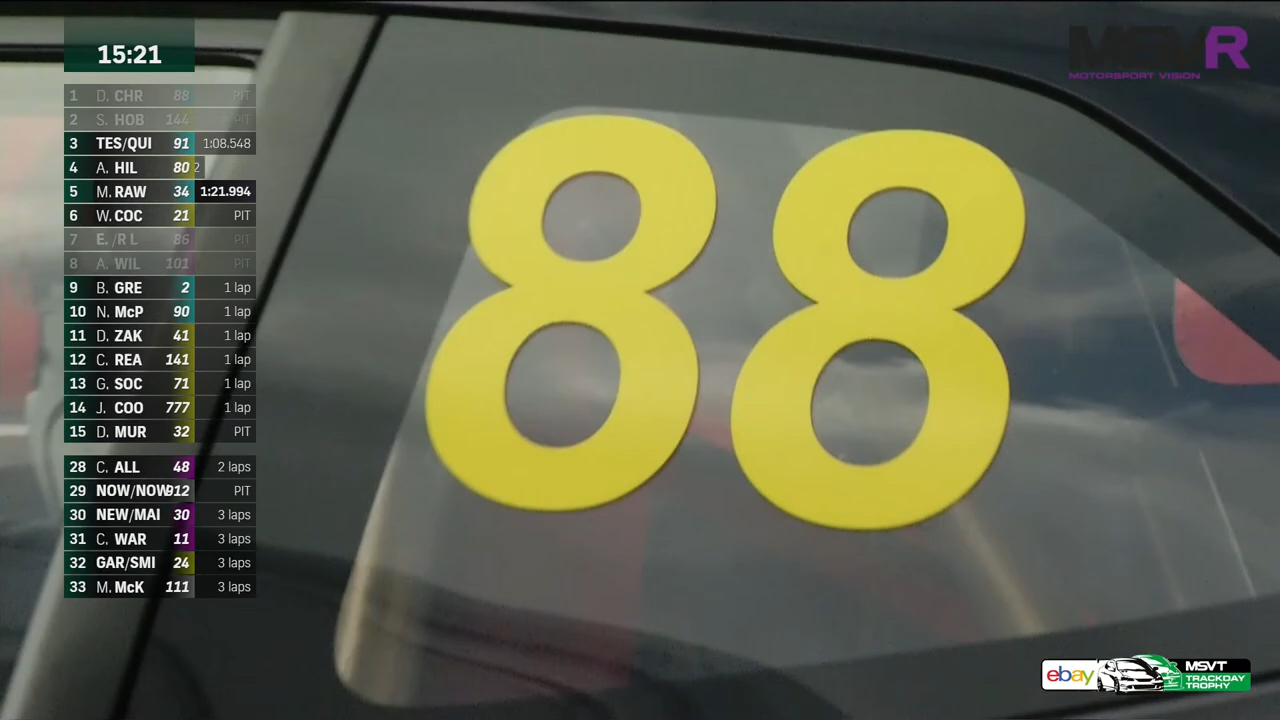 15:21
1 D. CHR 88 PIT
2 S. HOB 144 PIT
3 TES/QUI 91 1:08.548
4 A. HIL 80 2
5 M. RAW 34 1:21.994
6 W. COC 21 PIT
7 E. /R L 86 PIT
8 A. WIL 101 PIT
9 B. GRE 2 1 lap
10 N. McP 90 1 lap
11 D. ZAK 41 1 lap
12 C. REA 141 1 lap
13 G. SOC 71 1 lap
14 J. COO 777 1 lap
15 D. MUR 32 PIT
28 C. ALL 48 2 laps
29 NOW/NOW 912 PIT
30 NEW/MAI 30 3 laps
31 C. WAR 11 3 laps
32 GAR/SMI 24 3 laps
33 M. McK 111 3 laps
88
MSVR
MOTORSPORT VISION
ebay
MSVT
TRACKDAY
TROPHY